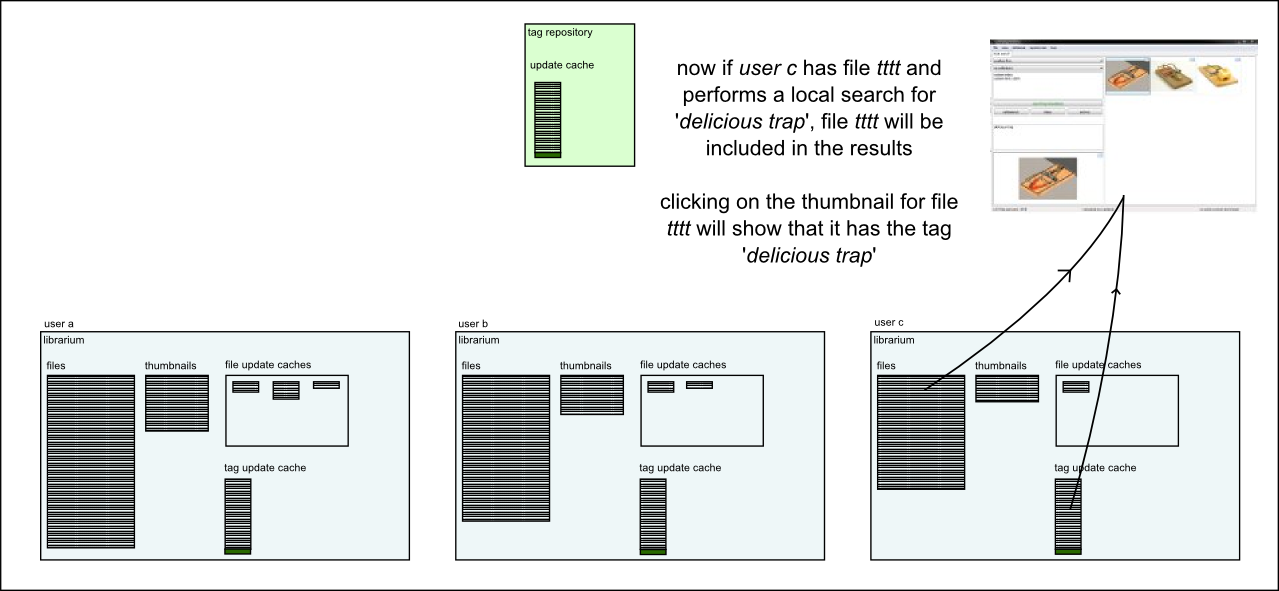 tag repository
update cache
now if user c has file tttt and
performs a local search for
'delicious trap', file tttt will be
included in the results
clicking on the thumbnail for file
tttt will show that it has the tag
'delicious trap'
user a
librarium
files
thumbnails
file update caches
tag update cache
user b
librarium
files
thumbnails
file update caches
tag update cache
user c
librarium
files
thumbnails
file update caches
tag update cache